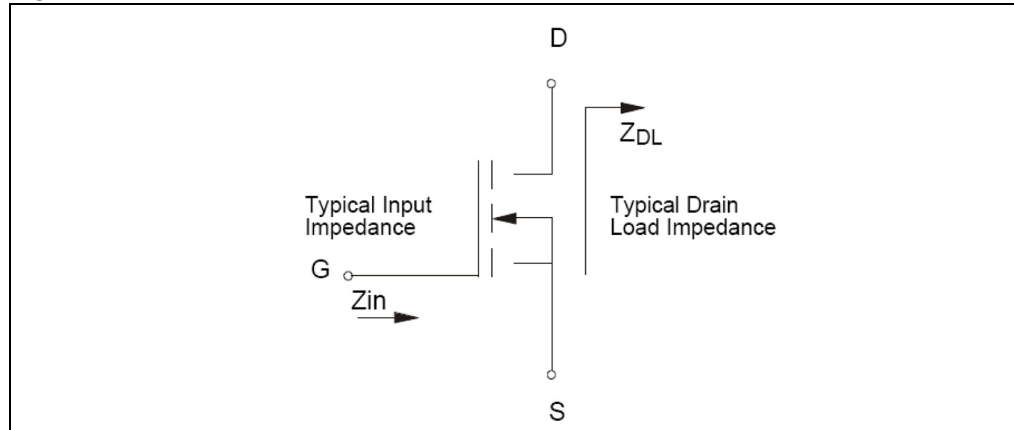 D
ZDL
Typical Input
Impedance
Typical Drain
Load Impedance
G
Zin
S